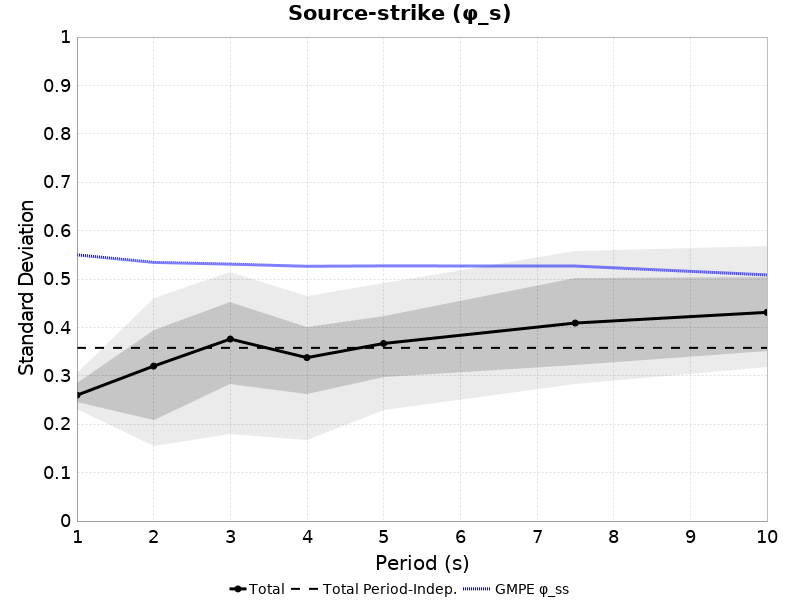 Source-strike (φ_s)
Standard Deviation
1
0.9
0.8
0.7
0.6
0.5
0.4
0.3
0.2
0.1
0
1 2 3 4 5 6 7 8 9 10
Period (s)
Total Total Period-Indep. GMPE φ_ss